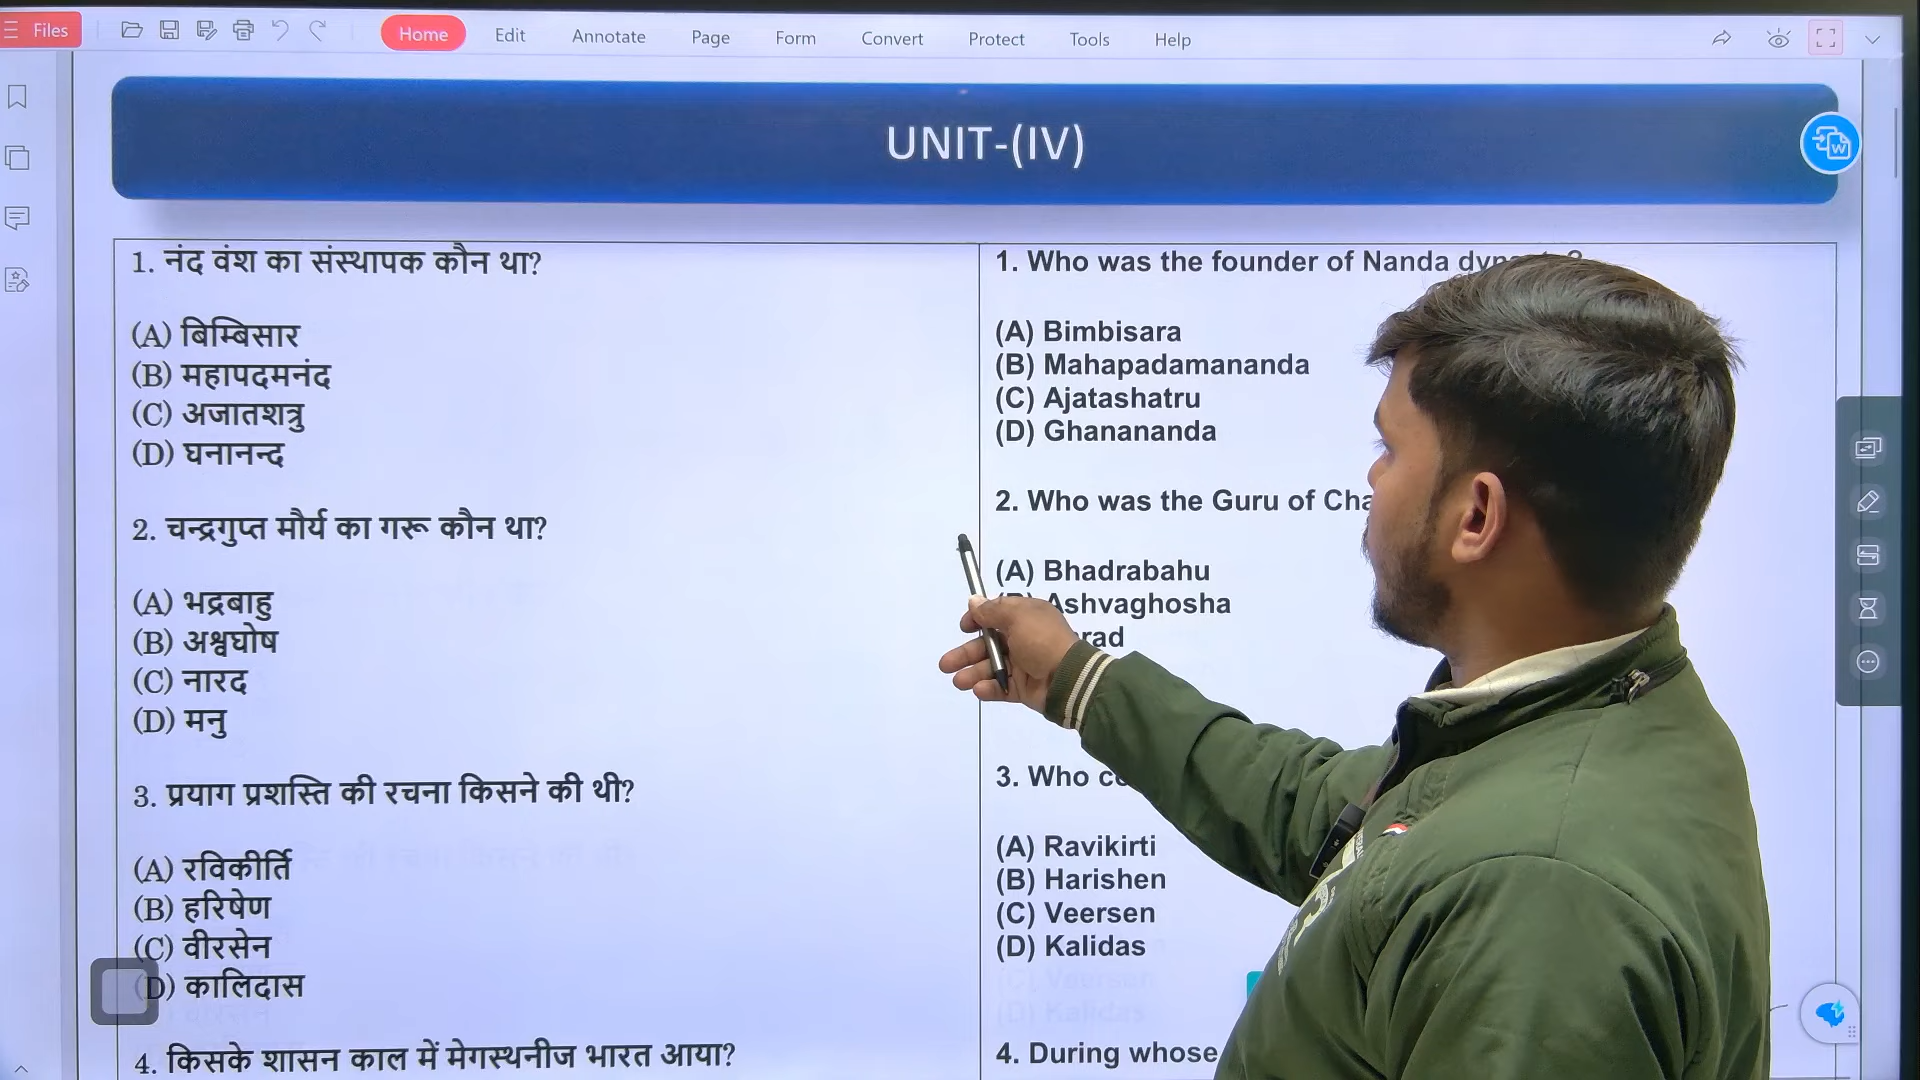 Files
Home Edit Annotate Page Form Convert Protect Tools Help
UNIT-(IV)
1. नंद वंश का संस्थापक कौन था?
(A) बिम्बिसार
(B) महापदमनंद
(C) अजातशत्रु
(D) घनानन्द
2. चन्द्रगुप्त मौर्य का गरू कौन था?
(A) भद्रबाहु
(B) अश्वघोष
(C) नारद
(D) मनु
3. प्रयाग प्रशस्ति की रचना किसने की थी?
(A) रविकीर्ति
(B) हरिषेण
(C) वीरसेन
(D) कालिदास
4. किसके शासन काल में मेगस्थनीज भारत आया?
1. Who was the founder of Nanda
(A) Bimbisara
(B) Mahapadamananda
(C) Ajatashatru
(D) Ghanananda
2. Who was the Guru of
(A) Bhadrabahu
Ashvaghosha
3. Who
(A) Ravikirti
(B) Harishen
(C) Veersen
(D) Kalidas
4. During whose